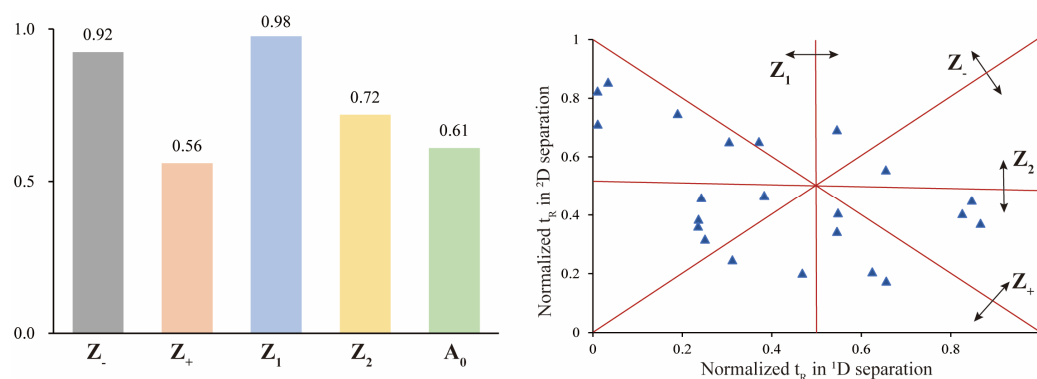 1.0
0.5
0.0
0.92
0.56
0.98
0.72
0.61
Z-
Z+
Z1
Z2
A0
Normalized tR in ²D separation
1
0.8
0.6
0.4
0.2
0
Z1
Z-
Z2
Z+
0 0.2 0.4 0.6 0.8 1
Normalized tR in ¹D separation